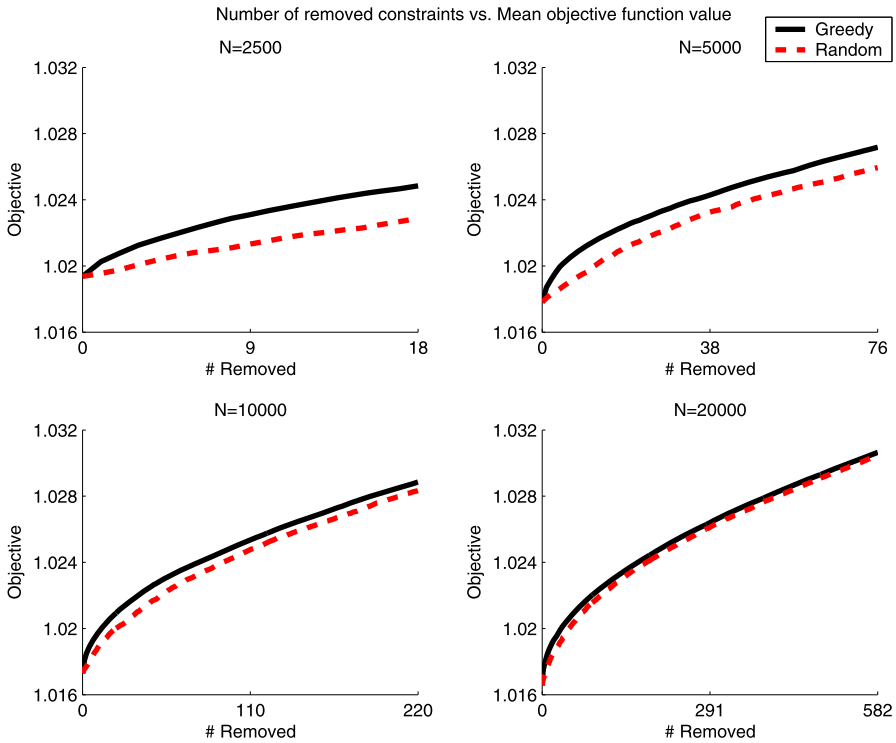 Number of removed constraints vs. Mean objective function value
Greedy
Random
N=2500
1.032
1.028
1.024
1.02
1.016
Objective
0
9
18
# Removed
N=5000
1.032
1.028
1.024
1.02
1.016
Objective
0
38
76
# Removed
N=10000
1.032
1.028
1.024
1.02
1.016
Objective
0
110
220
# Removed
N=20000
1.032
1.028
1.024
1.02
1.016
Objective
0
291
582
# Removed